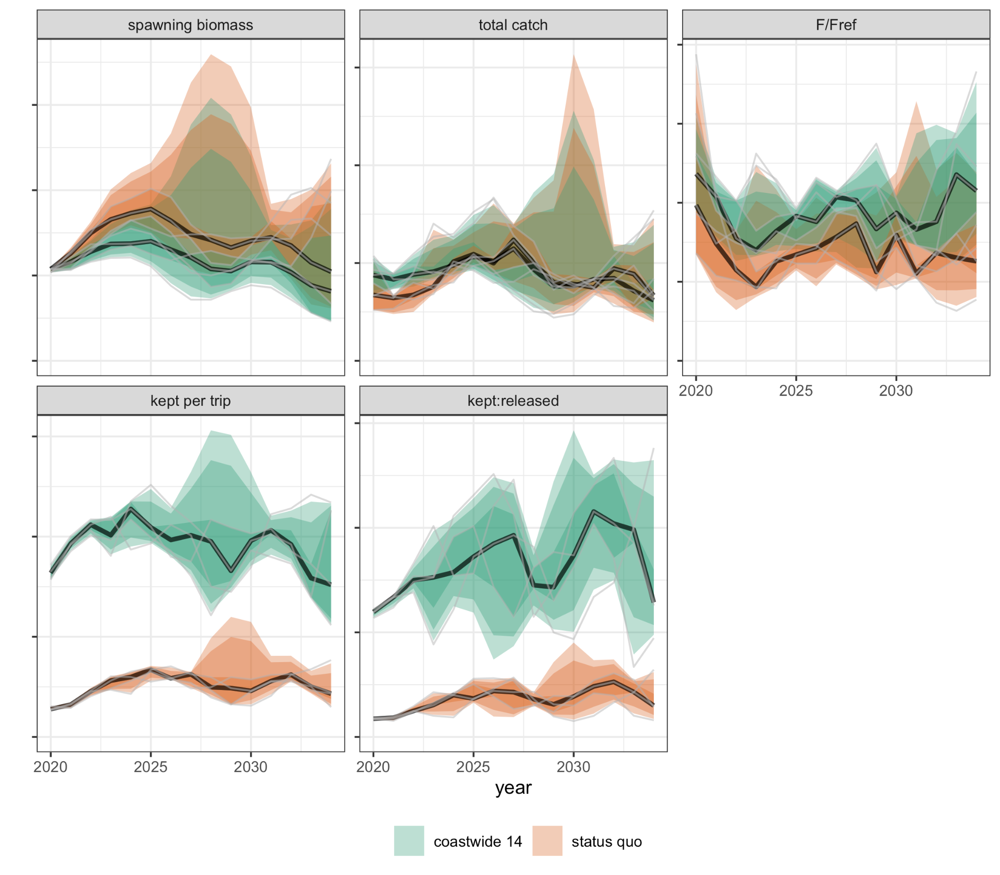 spawning biomass
total catch
F/Fref
2020 2025 2030
kept per trip
kept:released
2020 2025 2030
2020 2025 2030
year
coastwide 14
status quo